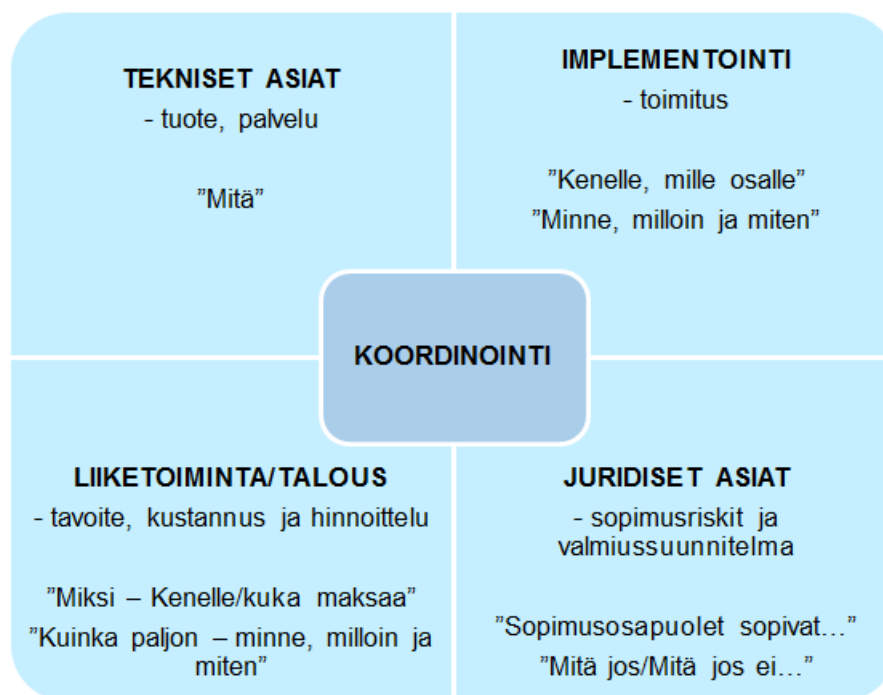 TEKNISET ASIAT
- tuote, palvelu
”Mitä”
IMPLEMENTOINTI
- toimitus
”Kenelle, mille osalle”
”Minne, milloin ja miten”
KOORDINOINTI
LIIKETOIMINTA/TALOUS
- tavoite, kustannus ja hinnoittelu
”Miksi – Kenelle/kuka maksaa”
”Kuinka paljon – minne, milloin ja
miten”
JURIDISET ASIAT
- sopimusriskit ja
valmiussuunnitelma
”Sopimusosapuolet sopivat…”
”Mitä jos/Mitä jos ei…”